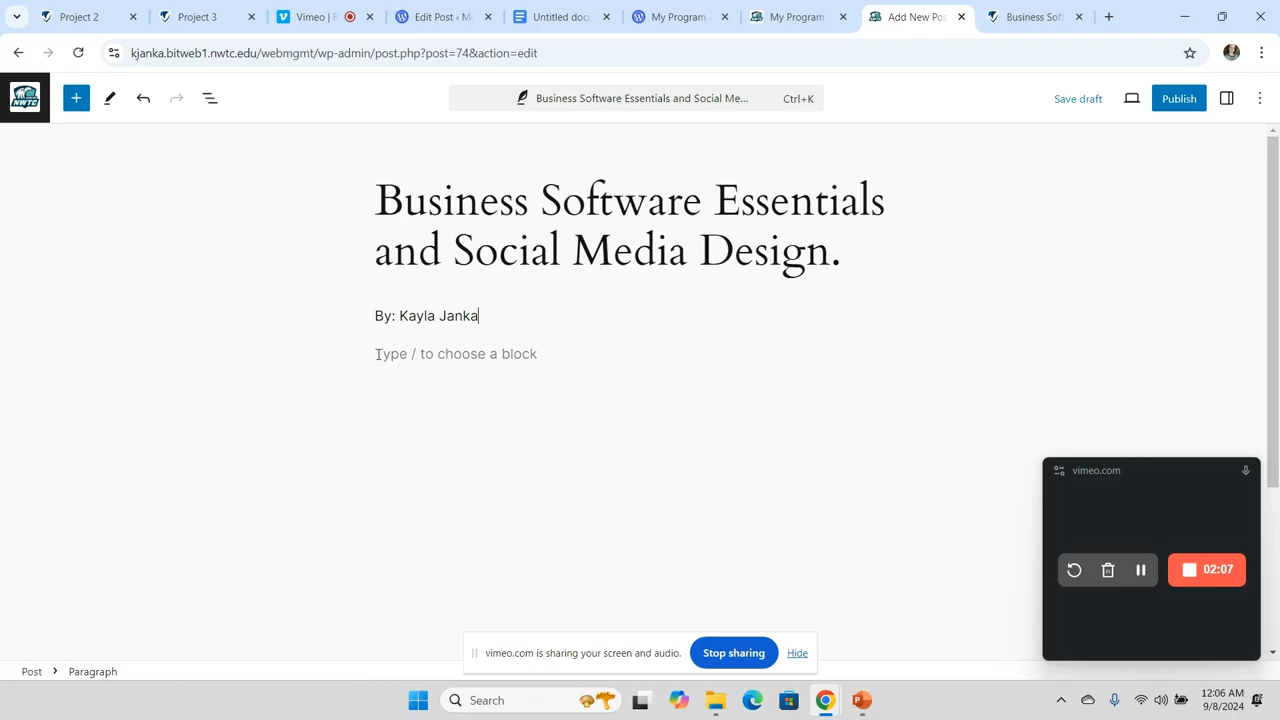 Project 2
Project 3
Vimeo | R
Edit Post ‹ M
Untitled docu
My Program
My Program
Add New Pos
Business Soft
kjanka.bitweb1.nwtc.edu/webmgmt/wp-admin/post.php?post=74&action=edit
NWTC
Business Software Essentials and Social Me...
Ctrl+K
Save draft
Publish
Business Software Essentials
and Social Media Design.
By: Kayla Janka
Type / to choose a block
vimeo.com
02:07
vimeo.com is sharing your screen and audio.
Stop sharing
Hide
Post
Paragraph
Search
12:06 AM
9/8/2024